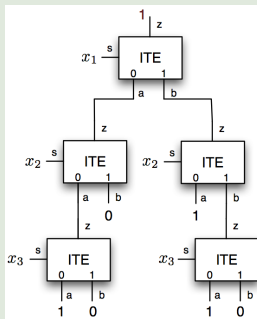 1
z
x₁ s ITE
0 1
a b
z z
x₂ s ITE x₂ s ITE
0 1 0 1
a b a b
0 1
z z
x₃ s ITE x₃ s ITE
0 1 0 1
a b a b
1 0 1 0